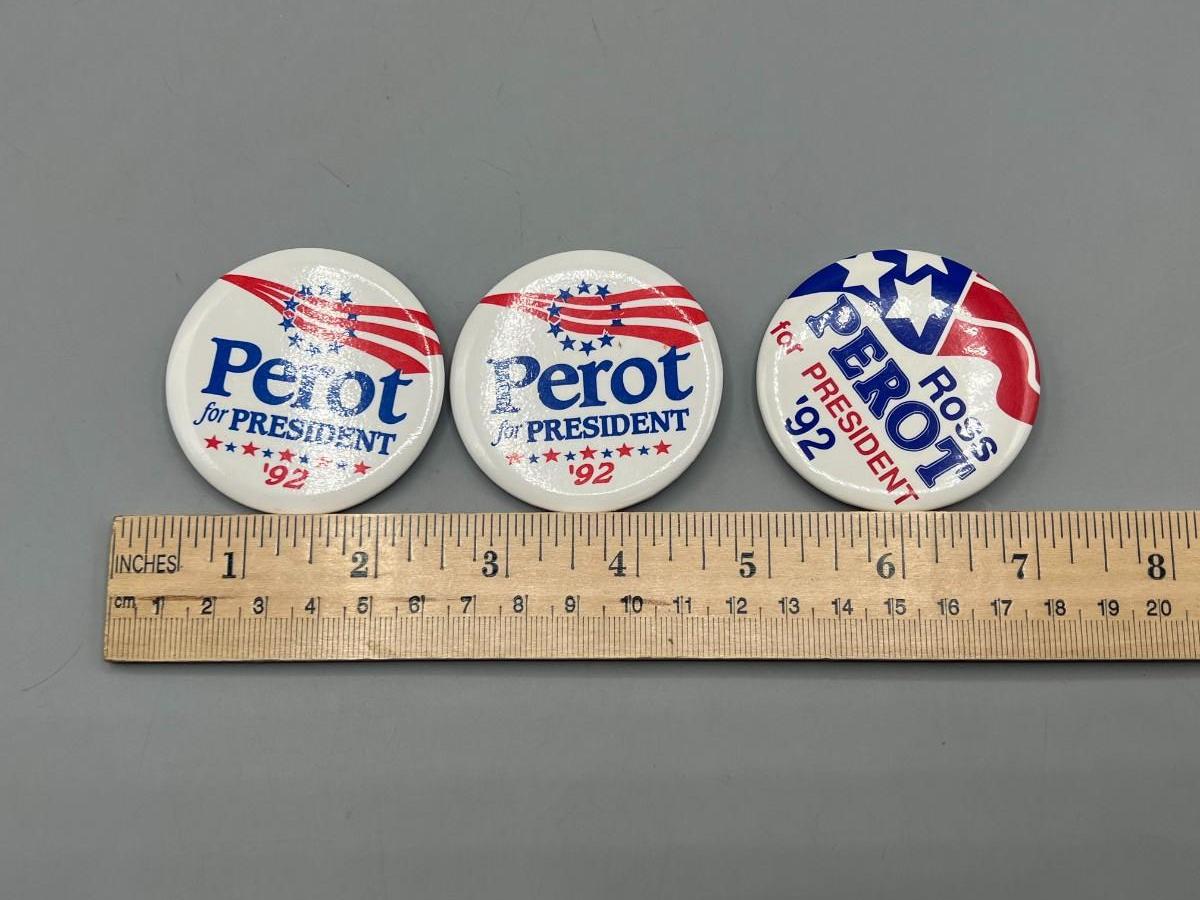 Perot
for PRESIDENT
'92
Perot
for PRESIDENT
'92
ROSS
PEROT
for PRESIDENT
'92
INCHES 1 2 3 4 5 6 7 8
cm 1 2 3 4 5 6 7 8 9 10 11 12 13 14 15 16 17 18 19 20